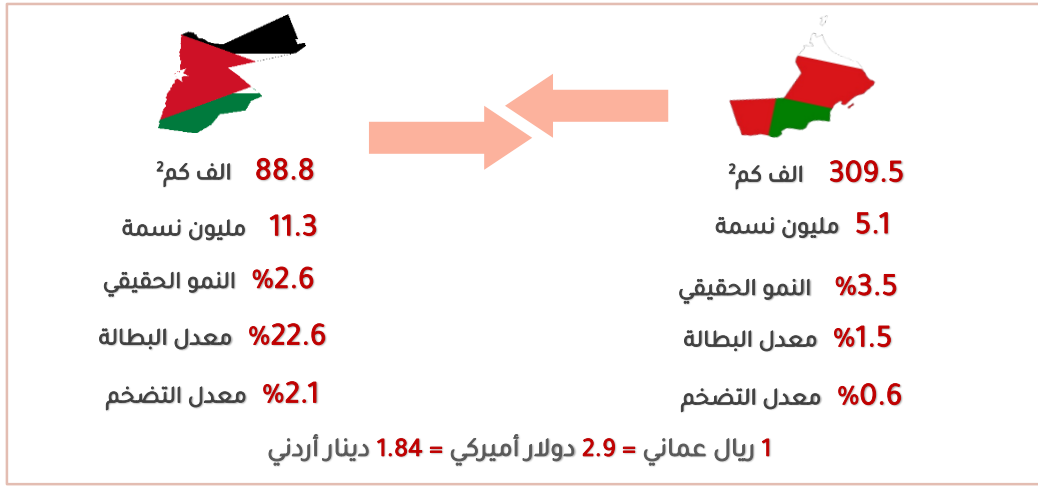 309.5 الف كم²
5.1 مليون نسمة
%3.5 النمو الحقيقي
%1.5 معدل البطالة
%0.6 معدل التضخم
88.8 الف كم²
11.3 مليون نسمة
%2.6 النمو الحقيقي
%22.6 معدل البطالة
%2.1 معدل التضخم
1 ريال عماني = 2.9 دولار أميركي = 1.84 دينار أردني